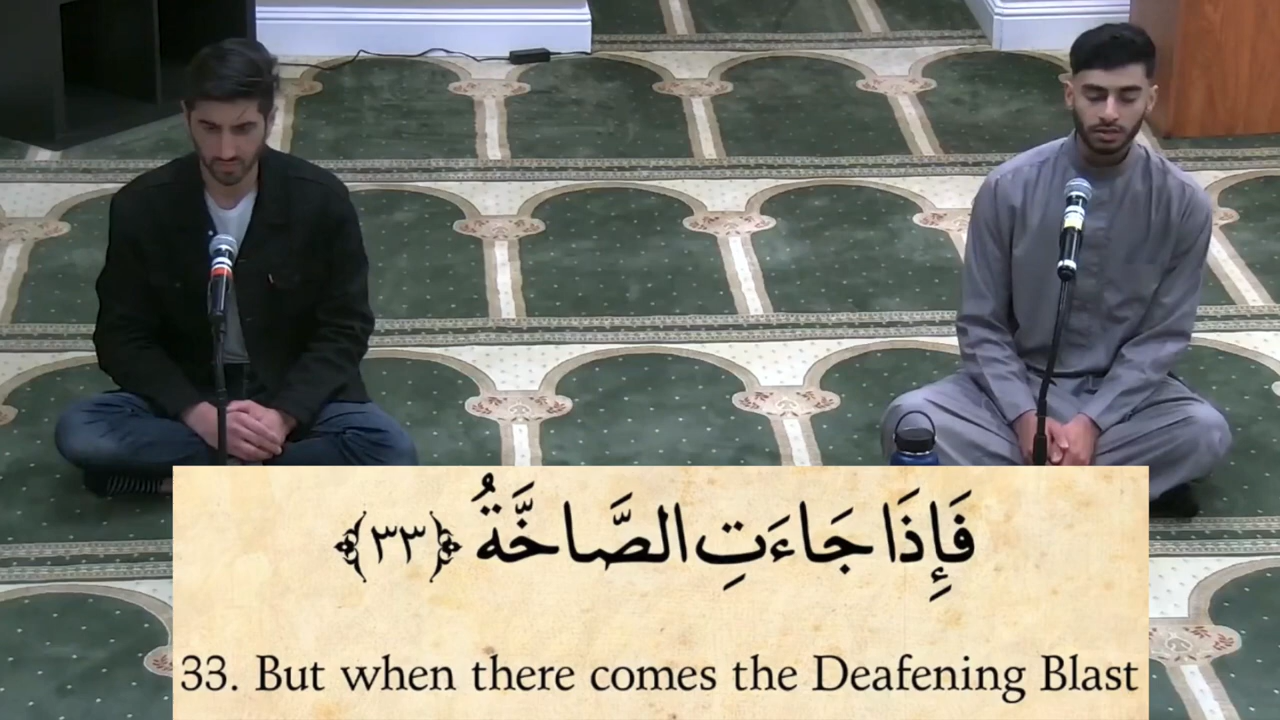 فَإِذَا جَاءَتِ الصَّاخَّةُ ﴿٣٣﴾
33. But when there comes the Deafening Blast